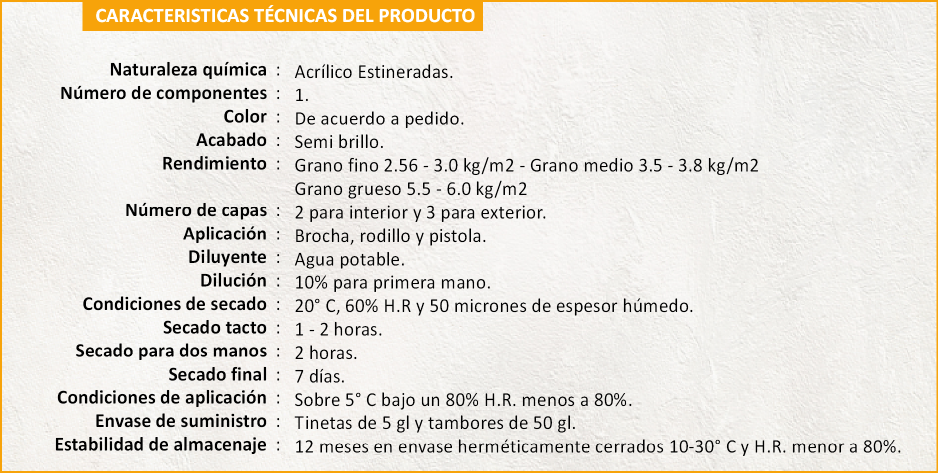 CARACTERISTICAS TÉCNICAS DEL PRODUCTO
Naturaleza química : Acrílico Estineradas.
Número de componentes : 1.
Color : De acuerdo a pedido.
Acabado : Semi brillo.
Rendimiento : Grano fino 2.56 - 3.0 kg/m2 - Grano medio 3.5 - 3.8 kg/m2
Grano grueso 5.5 - 6.0 kg/m2
Número de capas : 2 para interior y 3 para exterior.
Aplicación : Brocha, rodillo y pistola.
Diluyente : Agua potable.
Dilución : 10% para primera mano.
Condiciones de secado : 20° C, 60% H.R y 50 micrones de espesor húmedo.
Secado tacto : 1 - 2 horas.
Secado para dos manos : 2 horas.
Secado final : 7 días.
Condiciones de aplicación : Sobre 5° C bajo un 80% H.R. menos a 80%.
Envase de suministro : Tinetas de 5 gl y tambores de 50 gl.
Estabilidad de almacenaje : 12 meses en envase herméticamente cerrados 10-30° C y H.R. menor a 80%.